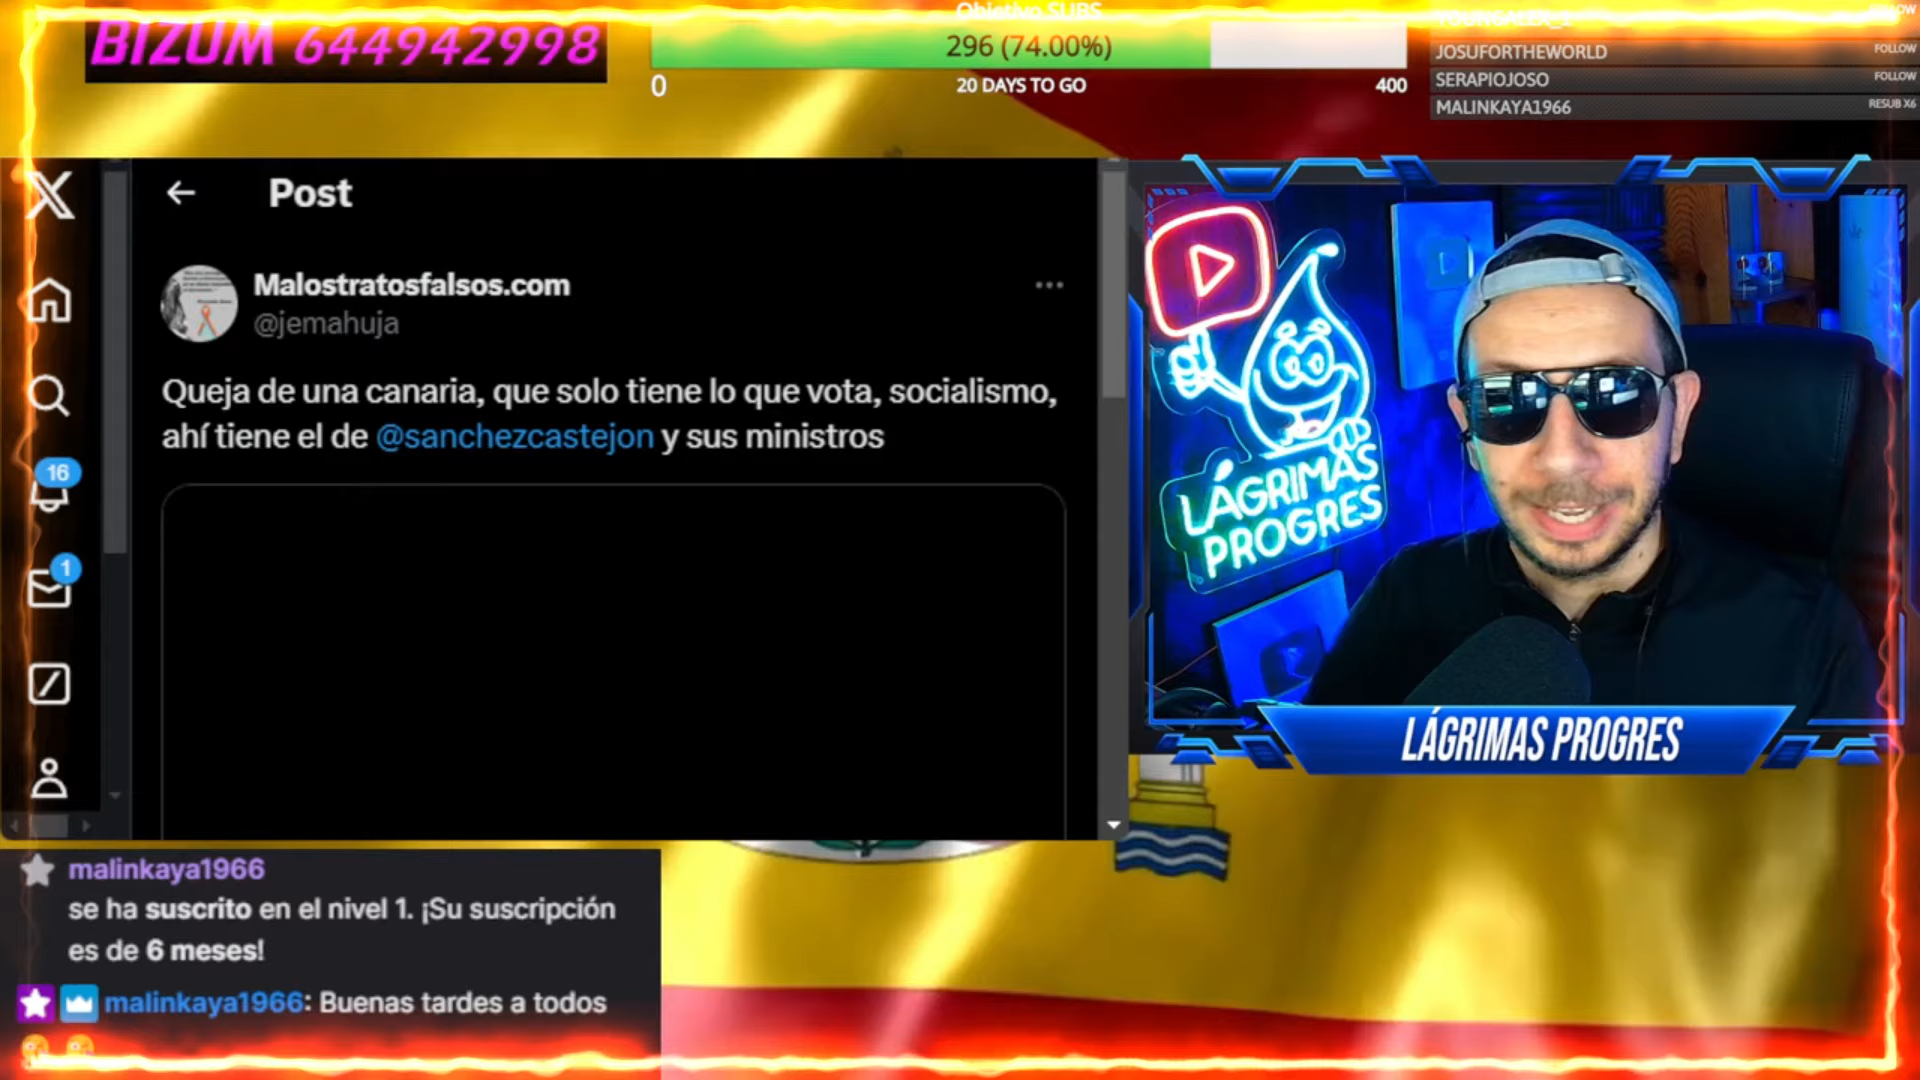 BIZUM 644942998
Objetivo SUBS
296 (74.00%)
0
20 DAYS TO GO
400
FOLLOW
JOSUFORTHEWORLD FOLLOW
SERAPIOJOSO FOLLOW
MALINKAYA1966 RESUB X6
Post
Malostratosfalsos.com
@jemahuja
Queja de una canaria, que solo tiene lo que vota, socialismo,
ahí tiene el de @sanchezcastejon y sus ministros
16
1
LÁGRIMAS
PROGRES
LÁGRIMAS PROGRES
malinkaya1966
se ha suscrito en el nivel 1. ¡Su suscripción
es de 6 meses!
malinkaya1966: Buenas tardes a todos